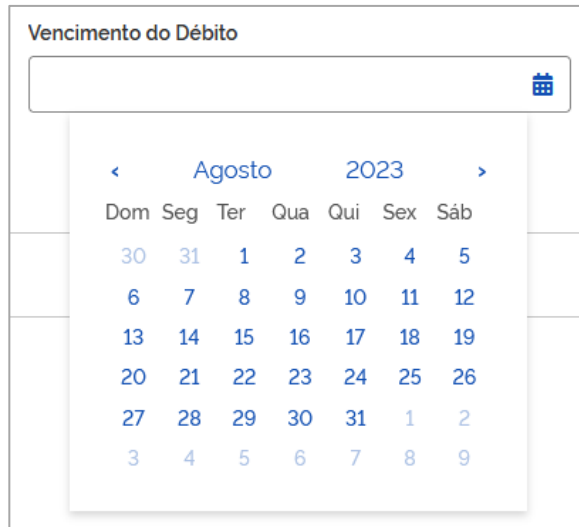 Vencimento do Débito
‹ Agosto 2023 ›
Dom Seg Ter Qua Qui Sex Sáb
30 31 1 2 3 4 5
6 7 8 9 10 11 12
13 14 15 16 17 18 19
20 21 22 23 24 25 26
27 28 29 30 31 1 2
3 4 5 6 7 8 9